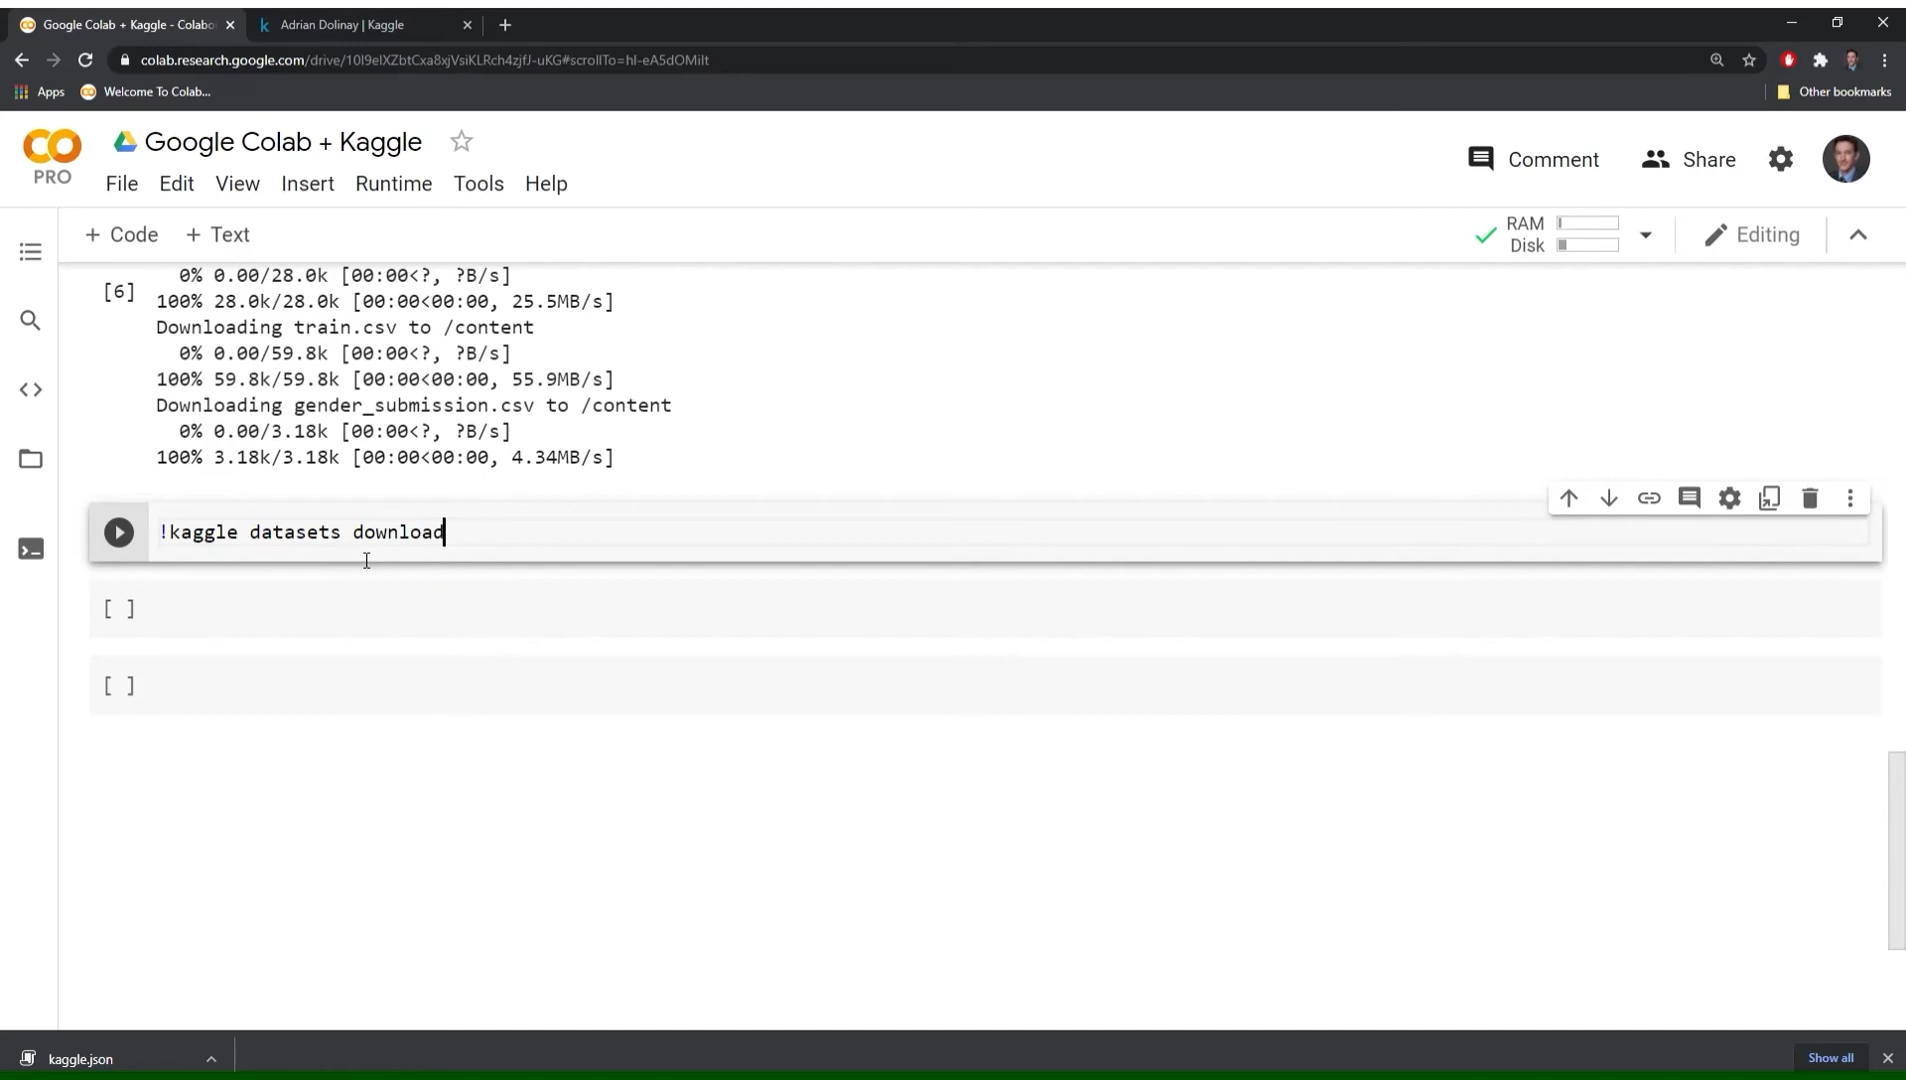 Google Colab + Kaggle - Colabo
Adrian Dolinay | Kaggle
colab.research.google.com/drive/10I9elXZbtCxa8xjVsiKLRch4zjfJ-uKG#scrollTo=hl-eA5dOMilt
Apps
Welcome To Colab...
Other bookmarks
CO
PRO
Google Colab + Kaggle
Comment
Share
File Edit View Insert Runtime Tools Help
+ Code + Text
RAM
Disk
Editing
0% 0.00/28.0k [00:00<?, ?B/s]
[6]
100% 28.0k/28.0k [00:00<00:00, 25.5MB/s]
Downloading train.csv to /content
0% 0.00/59.8k [00:00<?, ?B/s]
100% 59.8k/59.8k [00:00<00:00, 55.9MB/s]
Downloading gender_submission.csv to /content
0% 0.00/3.18k [00:00<?, ?B/s]
100% 3.18k/3.18k [00:00<00:00, 4.34MB/s]
!kaggle datasets download
[ ]
[ ]
kaggle.json
Show all